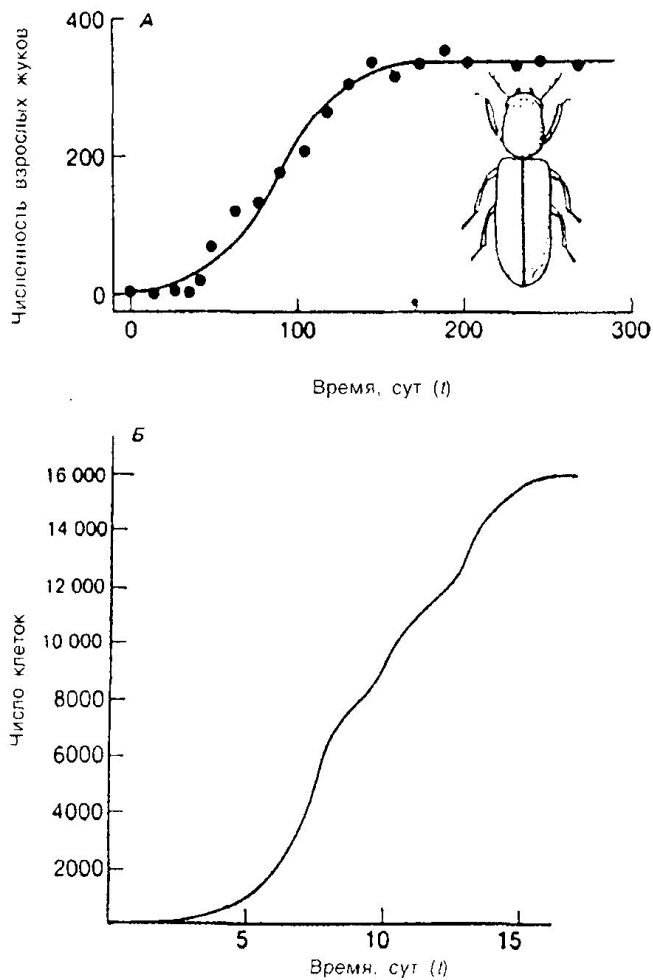 А
Численность взрослых жуков
400
200
0
0 100 200 300
Время, сут (t)
Б
Число клеток
16 000
14 000
12 000
10 000
8000
6000
4000
2000
5 10 15
Время, сут (t)